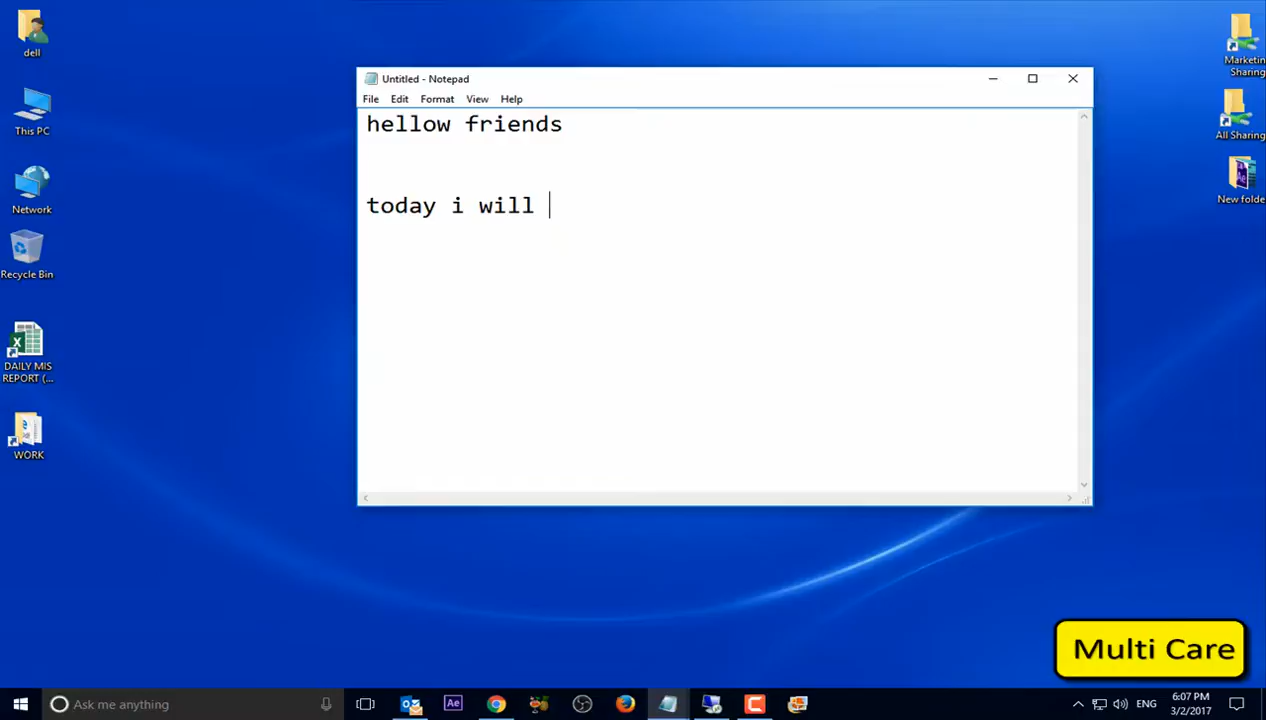 dell
This PC
Network
Recycle Bin
DAILY MIS
REPORT (...
WORK
Untitled - Notepad
File Edit Format View Help
hellow friends
today i will
Marketin
Sharing
All Sharing
Ae
New folde
Multi Care
Ask me anything
Ae
ENG
6:07 PM
3/2/2017